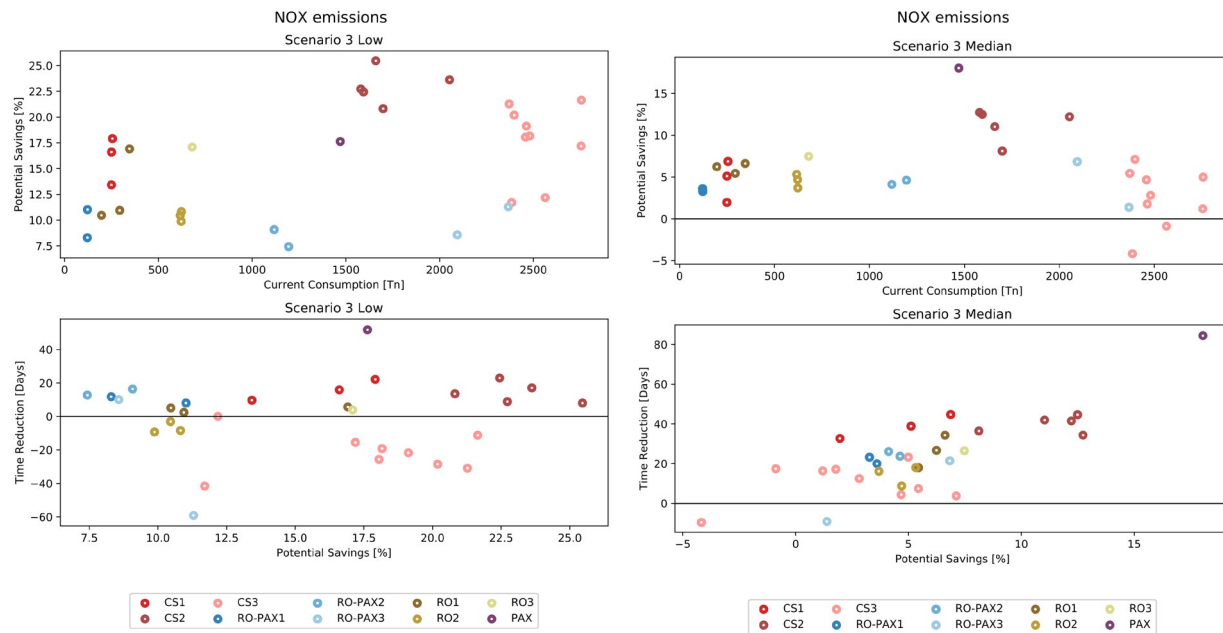 NOX emissions
Scenario 3 Low
Potential Savings [%]
25.0
22.5
20.0
17.5
15.0
12.5
10.0
7.5
0 500 1000 1500 2000 2500
Current Consumption [Tn]
Scenario 3 Low
Time Reduction [Days]
40
20
0
−20
−40
−60
7.5 10.0 12.5 15.0 17.5 20.0 22.5 25.0
Potential Savings [%]
CS1 CS3 RO-PAX2 RO1 RO3
CS2 RO-PAX1 RO-PAX3 RO2 PAX
NOX emissions
Scenario 3 Median
Potential Savings [%]
15
10
5
0
−5
0 500 1000 1500 2000 2500
Current Consumption [Tn]
Scenario 3 Median
Time Reduction [Days]
80
60
40
20
0
−5 0 5 10 15
Potential Savings [%]
CS1 CS3 RO-PAX2 RO1 RO3
CS2 RO-PAX1 RO-PAX3 RO2 PAX